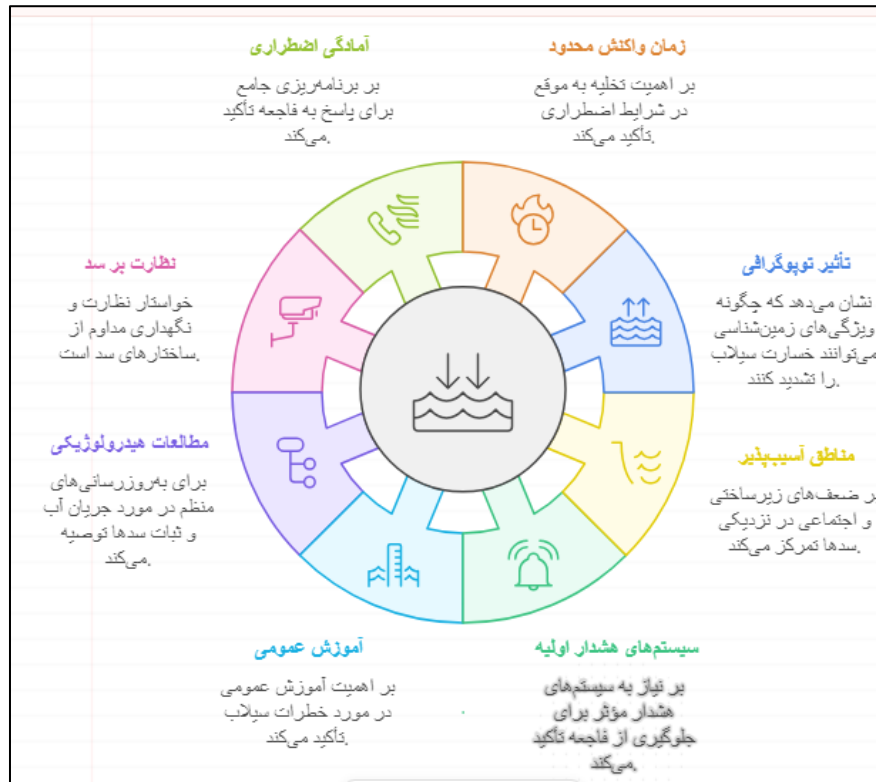 زمان واکنش محدود
بر اهمیت تخلیه به موقع
در شرایط اضطراری
تأکید می‌کند.
تأثیر توپوگرافی
نشان می‌دهد که چگونه
ویژگی‌های زمین‌شناسی
می‌توانند خسارت سیلاب
را تشدید کنند.
مناطق آسیب‌پذیر
بر ضعف‌های زیرساختی
و اجتماعی در نزدیکی
سدها تمرکز می‌کند.
سیستم‌های هشدار اولیه
بر نیاز به سیستم‌های
هشدار مؤثر برای
جلوگیری از فاجعه تأکید
می‌کند.
آموزش عمومی
بر اهمیت آموزش عمومی
در مورد خطرات سیلاب
تأکید می‌کند.
مطالعات هیدرولوژیکی
برای به‌روزرسانی‌های
منظم در مورد جریان آب
و ثبات سدها توصیه
می‌کند.
نظارت بر سد
خواستار نظارت و
نگهداری مداوم از
ساختارهای سد است.
آمادگی اضطراری
بر برنامه‌ریزی جامع
برای پاسخ به فاجعه تأکید
می‌کند.